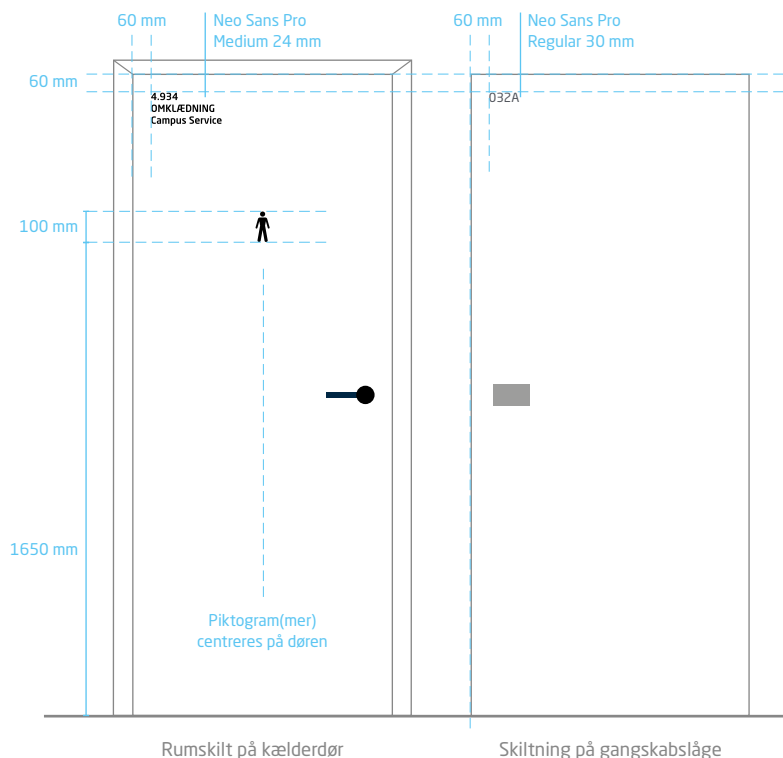 60 mm
Neo Sans Pro
Medium 24 mm
60 mm
Neo Sans Pro
Regular 30 mm
60 mm
4.934
OMKLÆDNING
Campus Service
032A
100 mm
1650 mm
Piktogram(mer)
centreres på døren
Rumskilt på kælderdør
Skiltning på gangskabslåge